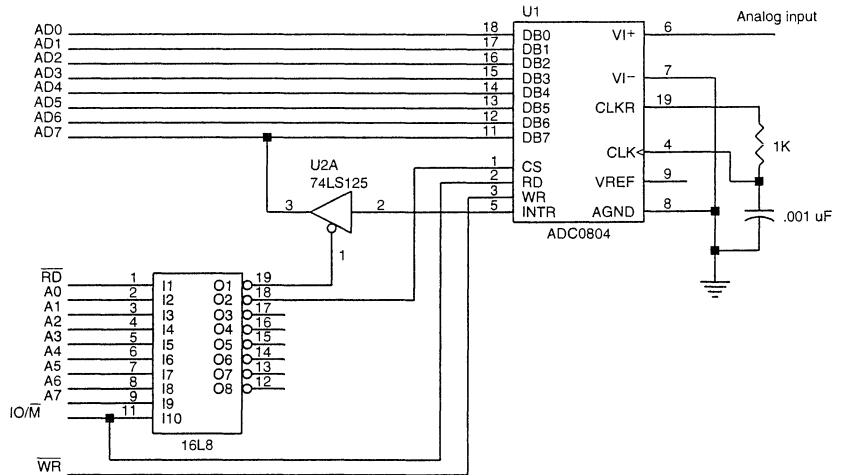 U1
Analog input
AD0 18 DB0 VI+ 6
AD1 17 DB1
AD2 16 DB2
AD3 15 DB3 VI− 7
AD4 14 DB4
AD5 13 DB5 CLKR 19
AD6 12 DB6
AD7 11 DB7
1K
U2A
74LS125
1 CS CLK 4
2 RD VREF 9
3 WR
3 2 5 INTR AGND 8
.001 uF
ADC0804
1
RD 1 I1 O1 19
A0 2 I2 O2 18
A1 3 I3 O3 17
A2 4 I4 O4 16
A3 5 I5 O5 15
A4 6 I6 O6 14
A5 7 I7 O7 13
A6 8 I8 O8 12
A7 9 I9
IO/M 11 I10
16L8
WR